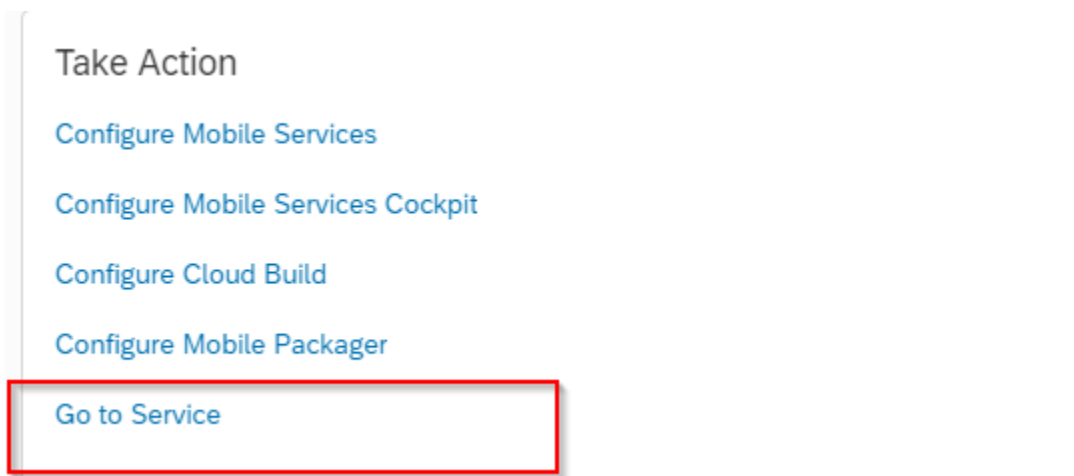 Take Action
Configure Mobile Services
Configure Mobile Services Cockpit
Configure Cloud Build
Configure Mobile Packager
Go to Service